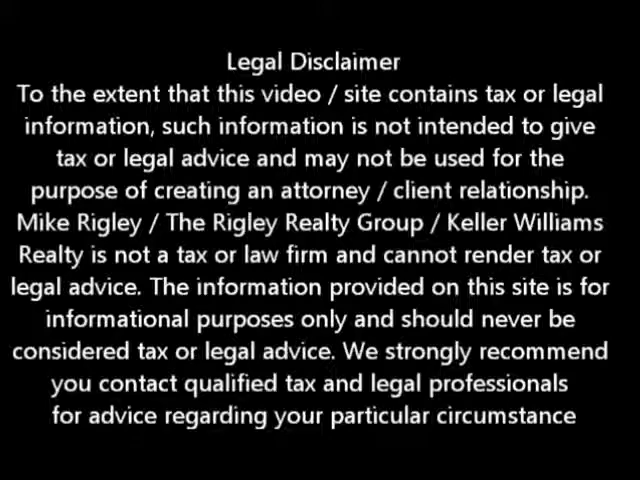 Legal Disclaimer
To the extent that this video / site contains tax or legal
information, such information is not intended to give
tax or legal advice and may not be used for the
purpose of creating an attorney / client relationship.
Mike Rigley / The Rigley Realty Group / Keller Williams
Realty is not a tax or law firm and cannot render tax or
legal advice. The information provided on this site is for
informational purposes only and should never be
considered tax or legal advice. We strongly recommend
you contact qualified tax and legal professionals
for advice regarding your particular circumstance